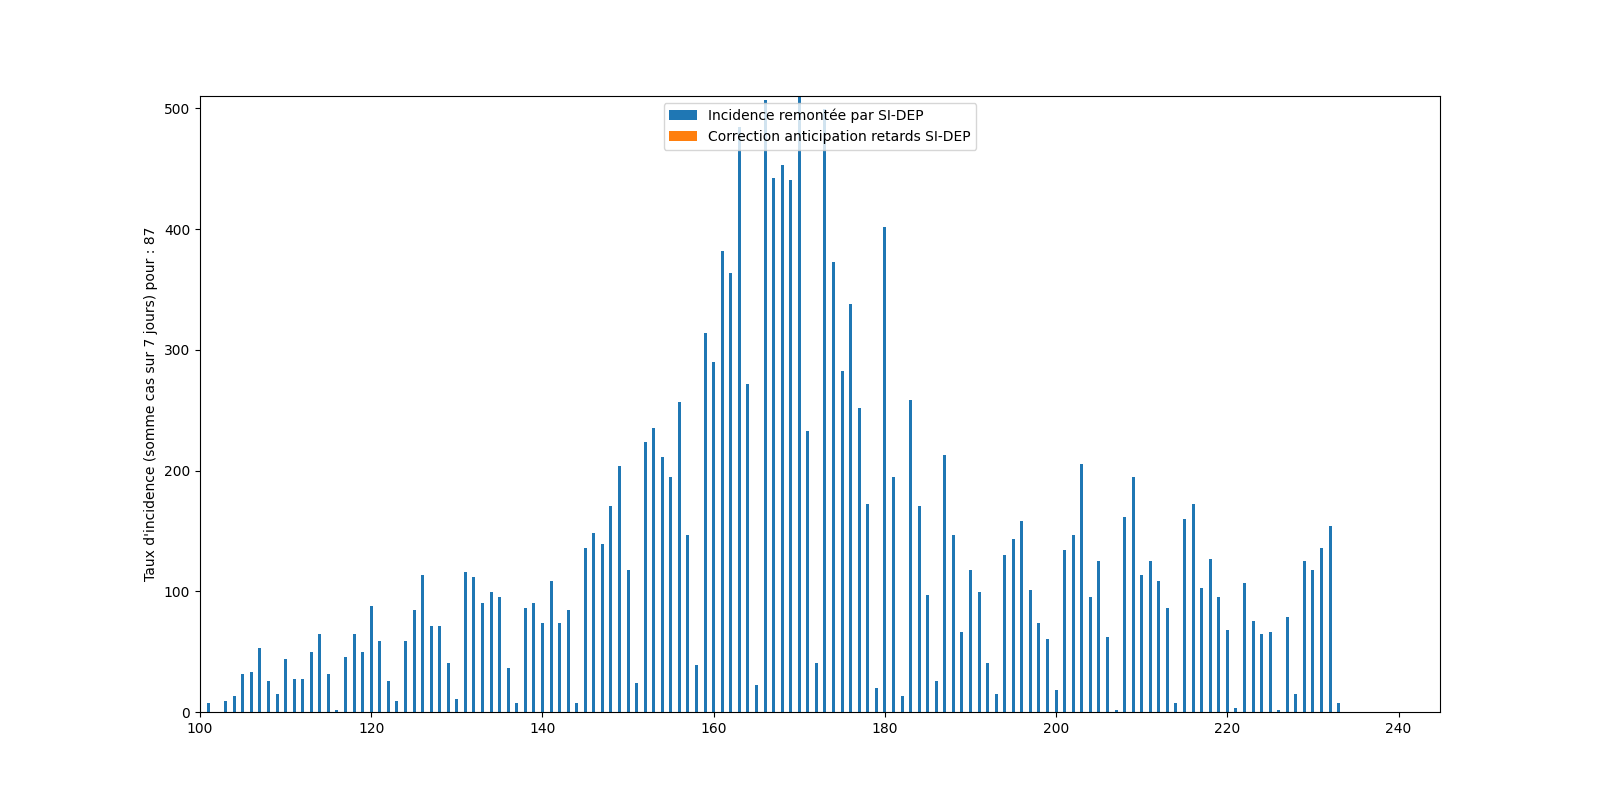 Incidence remontée par SI-DEP
Correction anticipation retards SI-DEP
Taux d'incidence (somme cas sur 7 jours) pour : 87
500
400
300
200
100
0
100 120 140 160 180 200 220 240